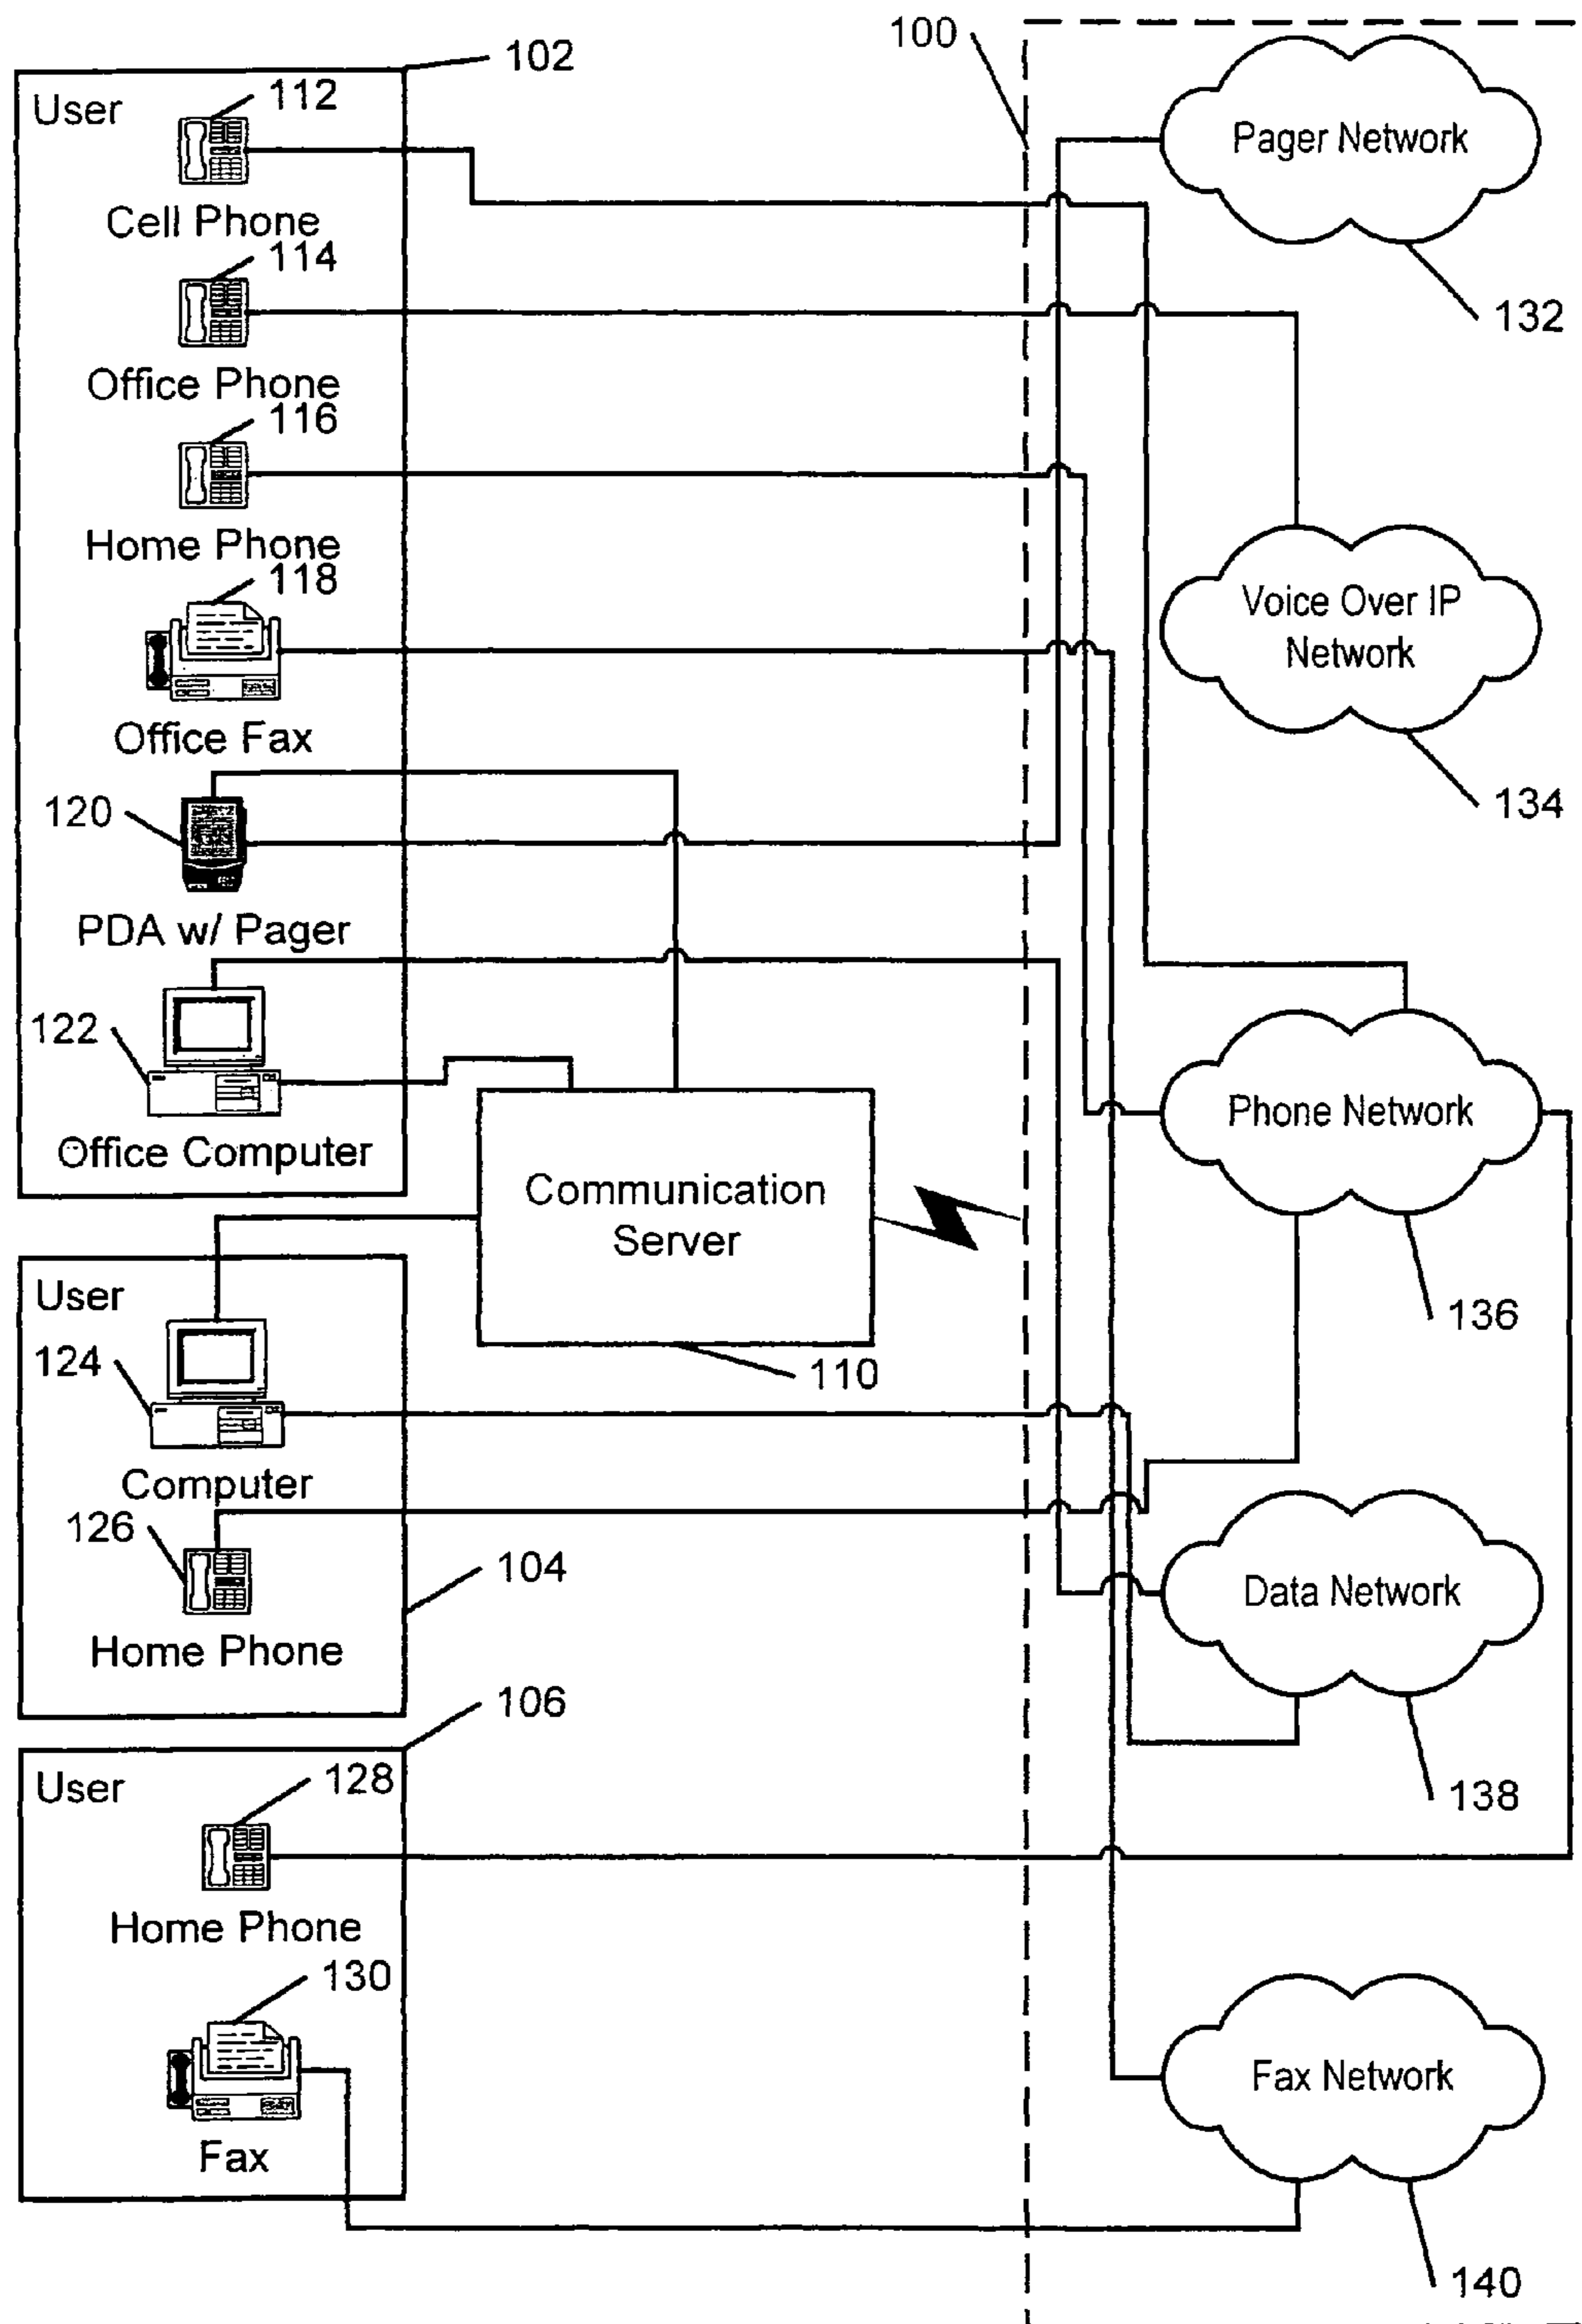 100
102
User
112
Cell Phone
114
Office Phone
116
Home Phone
118
Office Fax
120
PDA w/ Pager
122
Office Computer
Communication
Server
110
User
124
Computer
126
Home Phone
104
106
User
128
Home Phone
130
Fax
Pager Network
132
Voice Over IP
Network
134
Phone Network
136
Data Network
138
Fax Network
140